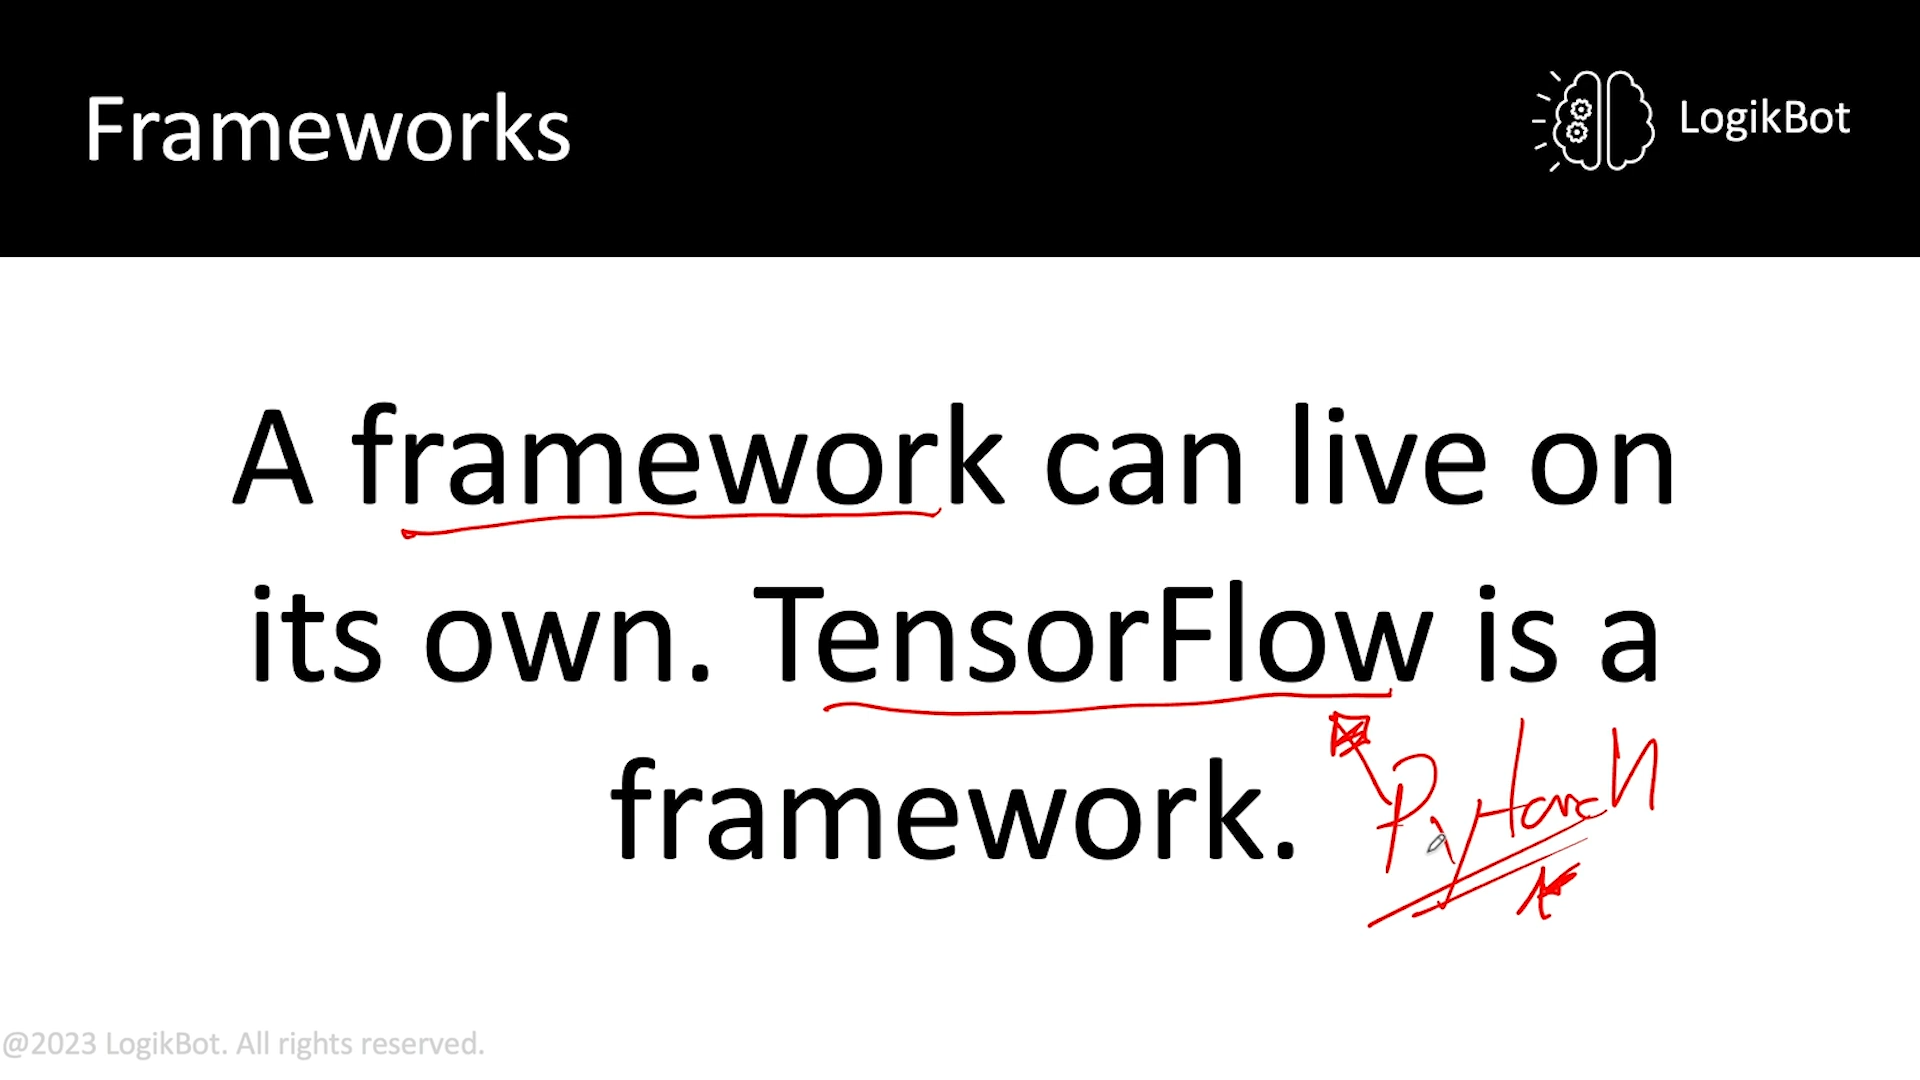 Frameworks
LogikBot
A framework can live on
its own. TensorFlow is a
framework.
Pytorch
@2023 LogikBot. All rights reserved.